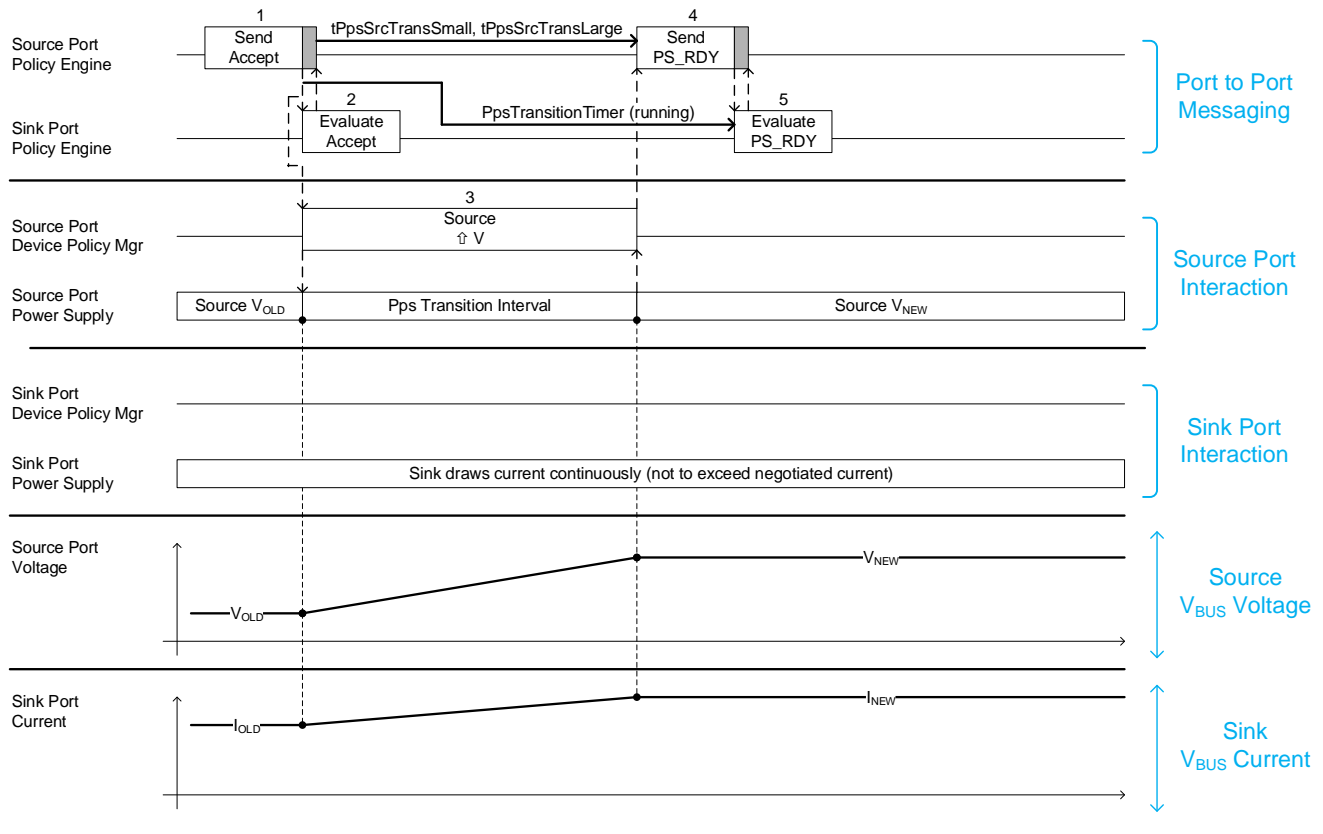 1
Send
Accept
tPpsSrcTransSmall, tPpsSrcTransLarge
4
Send
PS_RDY
Source Port
Policy Engine
2
Evaluate
Accept
PpsTransitionTimer (running)
5
Evaluate
PS_RDY
Sink Port
Policy Engine
Port to Port
Messaging
3
Source
⇧ V
Source Port
Device Policy Mgr
Source Port
Power Supply
Source VOLD
Pps Transition Interval
Source VNEW
Source Port
Interaction
Sink Port
Device Policy Mgr
Sink Port
Power Supply
Sink draws current continuously (not to exceed negotiated current)
Sink Port
Interaction
Source Port
Voltage
VOLD
VNEW
Source
VBUS Voltage
Sink Port
Current
IOLD
INEW
Sink
VBUS Current